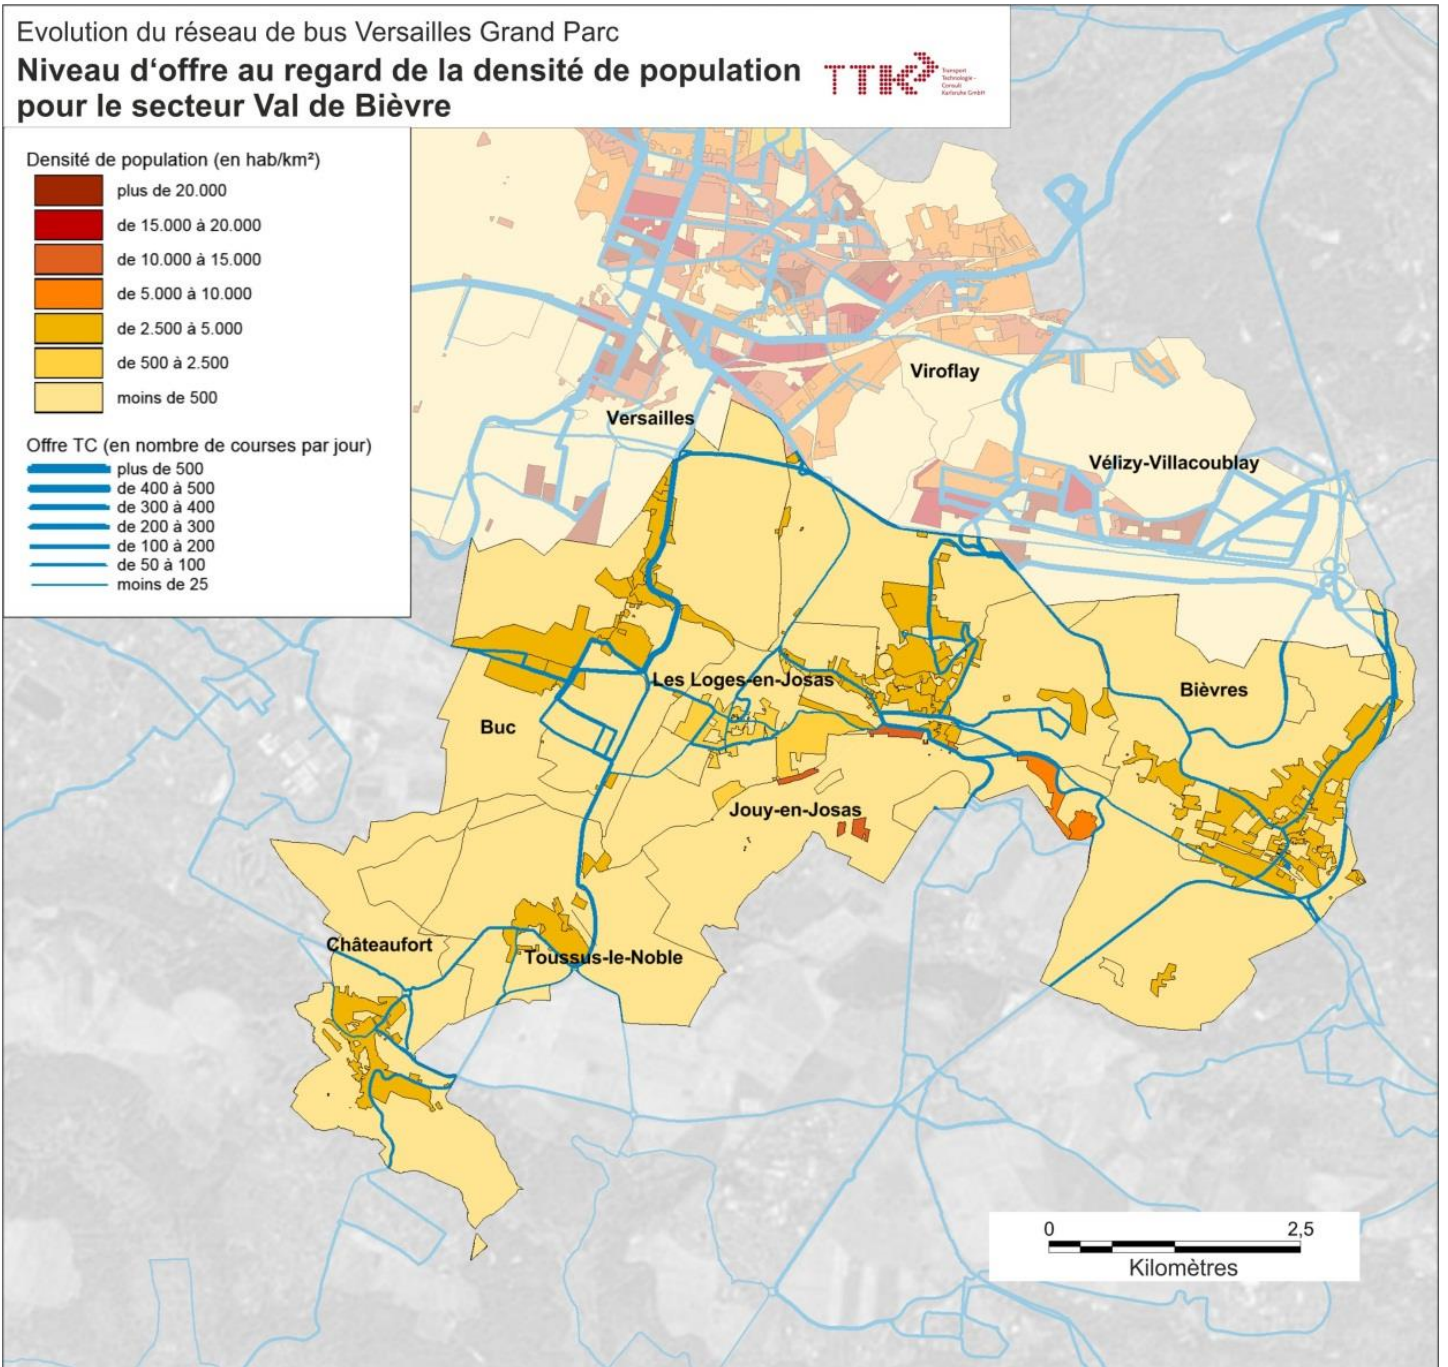 Evolution du réseau de bus Versailles Grand Parc
Niveau d‘offre au regard de la densité de population
pour le secteur Val de Bièvre
TTK
Transport
Technologie -
Consult
Karlsruhe GmbH
Densité de population (en hab/km²)
plus de 20.000
de 15.000 à 20.000
de 10.000 à 15.000
de 5.000 à 10.000
de 2.500 à 5.000
de 500 à 2.500
moins de 500
Offre TC (en nombre de courses par jour)
plus de 500
de 400 à 500
de 300 à 400
de 200 à 300
de 100 à 200
de 50 à 100
moins de 25
Viroflay
Versailles
Vélizy-Villacoublay
Les Loges-en-Josas
Bièvres
Buc
Jouy-en-Josas
Châteaufort
Toussus-le-Noble
0 2,5
Kilomètres